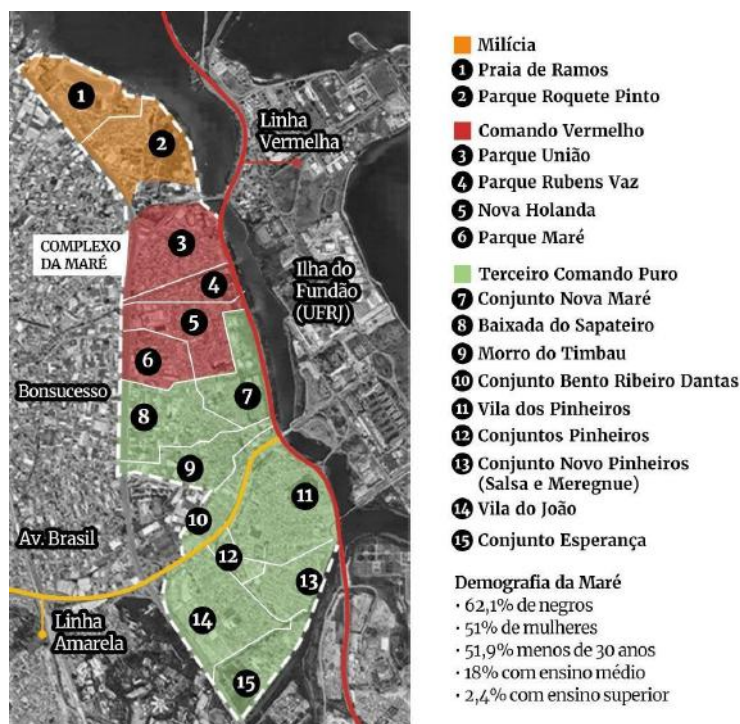 1
2
3
4
5
6
7
8
9
10
11
12
13
14
15
Linha
Vermelha
COMPLEXO
DA MARÉ
Ilha do
Fundão
(UFRJ)
Bonsucesso
Av. Brasil
Linha
Amarela
Milícia
1 Praia de Ramos
2 Parque Roquete Pinto
Comando Vermelho
3 Parque União
4 Parque Rubens Vaz
5 Nova Holanda
6 Parque Maré
Terceiro Comando Puro
7 Conjunto Nova Maré
8 Baixada do Sapateiro
9 Morro do Timbau
10 Conjunto Bento Ribeiro Dantas
11 Vila dos Pinheiros
12 Conjuntos Pinheiros
13 Conjunto Novo Pinheiros
(Salsa e Meregnue)
14 Vila do João
15 Conjunto Esperança
Demografia da Maré
· 62,1% de negros
· 51% de mulheres
· 51,9% menos de 30 anos
· 18% com ensino médio
· 2,4% com ensino superior